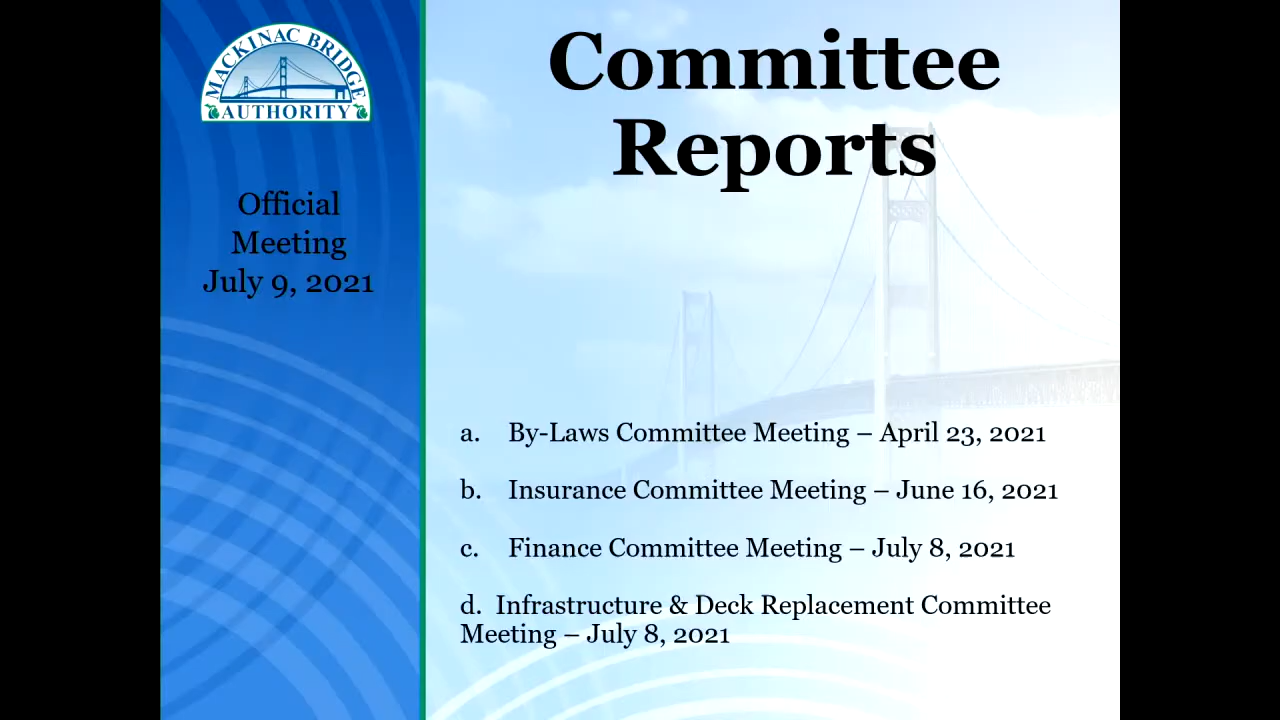 MACKINAC BRIDGE
AUTHORITY
Official
Meeting
July 9, 2021
Committee
Reports
a. By-Laws Committee Meeting – April 23, 2021
b. Insurance Committee Meeting – June 16, 2021
c. Finance Committee Meeting – July 8, 2021
d. Infrastructure & Deck Replacement Committee
Meeting – July 8, 2021